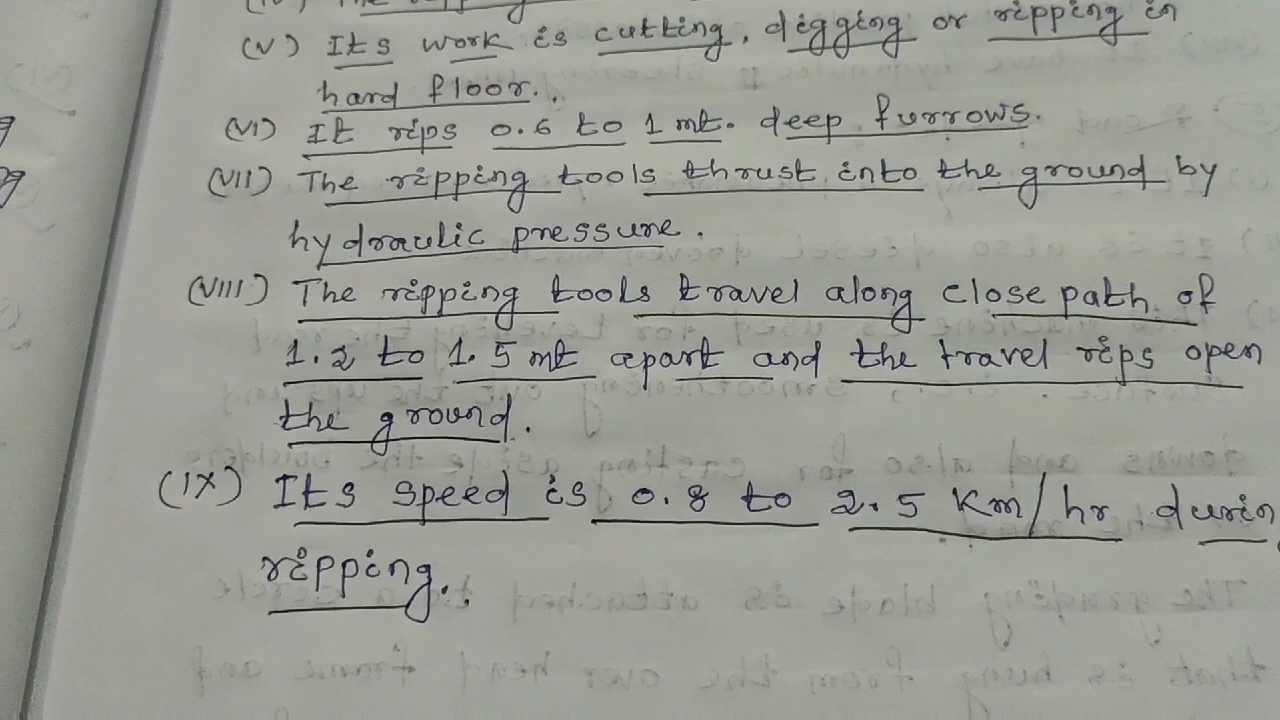 (IV) The ripping
(V) Its work is cutting, digging or ripping in
hard floor.
(VI) It rips 0.6 to 1 mt. deep furrows.
(VII) The ripping tools thrust into the ground by
hydraulic pressure.
(VIII) The ripping tools travel along close path of
1.2 to 1.5 mt apart and the travel rips open
the ground.
(IX) Its speed is 0.8 to 2.5 Km/hr durin
ripping.